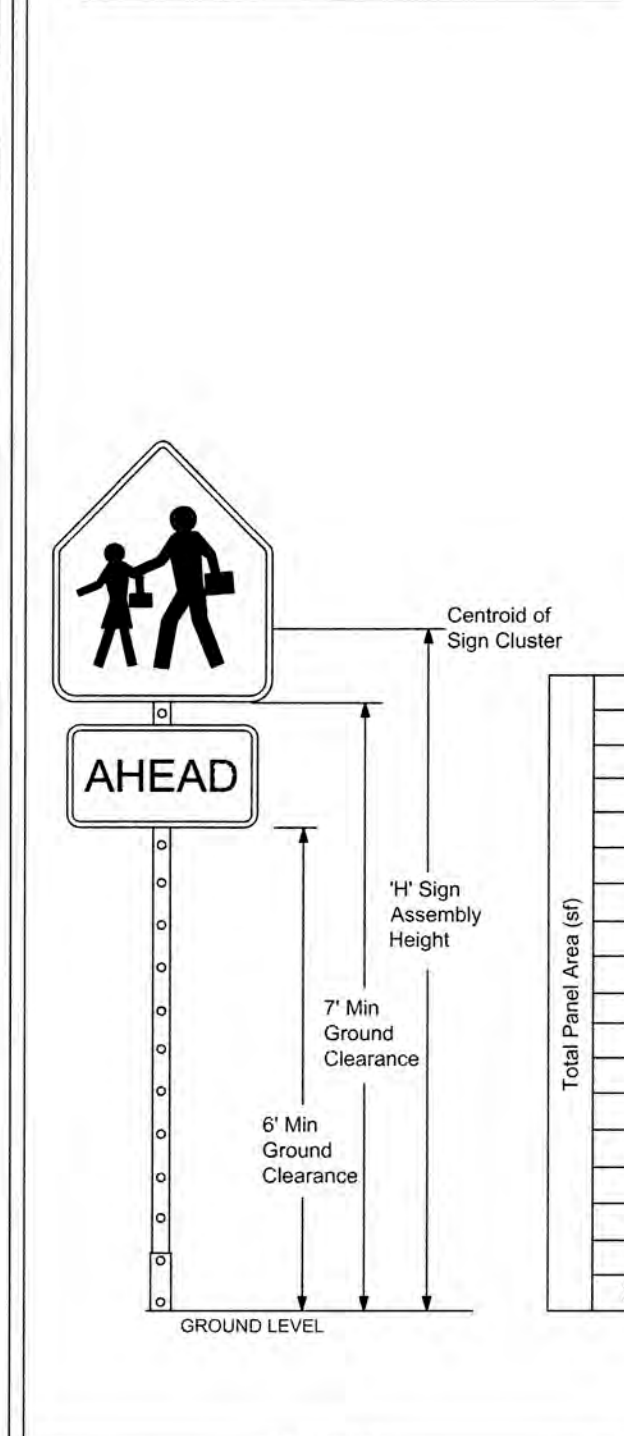 Centroid of
Sign Cluster
AHEAD
'H' Sign
Assembly
Height
7' Min
Ground
Clearance
6' Min
Ground
Clearance
GROUND LEVEL
Total Panel Area (sf)